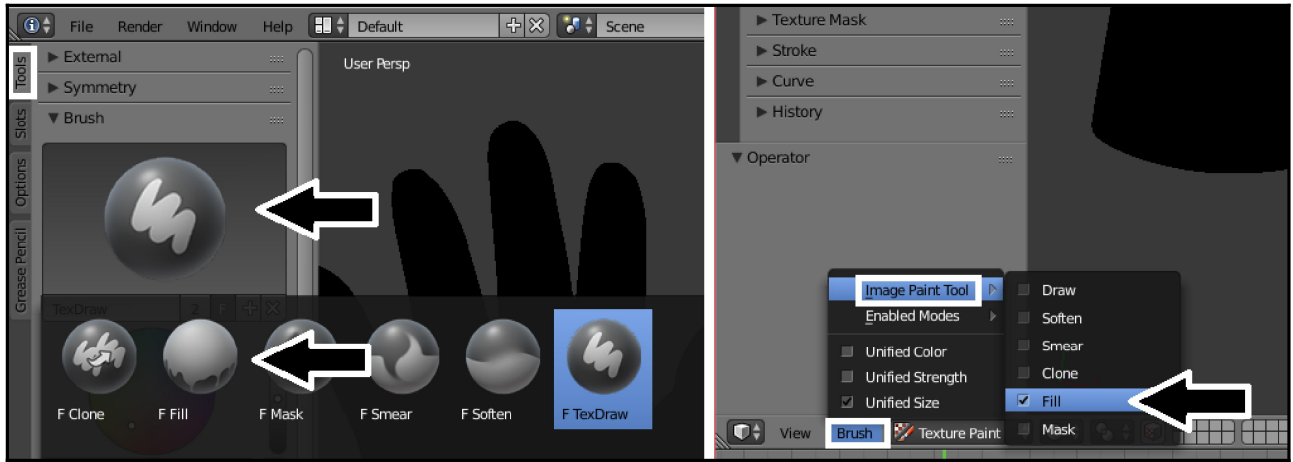 File Render Window Help Default Scene
Tools
Slots
Options
Grease Pencil
External
Symmetry
Brush
User Persp
TexDraw 2 F
F Clone F Fill F Mask F Smear F Soften F TexDraw
Texture Mask
Stroke
Curve
History
Operator
Image Paint Tool
Enabled Modes
Unified Color
Unified Strength
Unified Size
Draw
Soften
Smear
Clone
Fill
Mask
View Brush Texture Paint